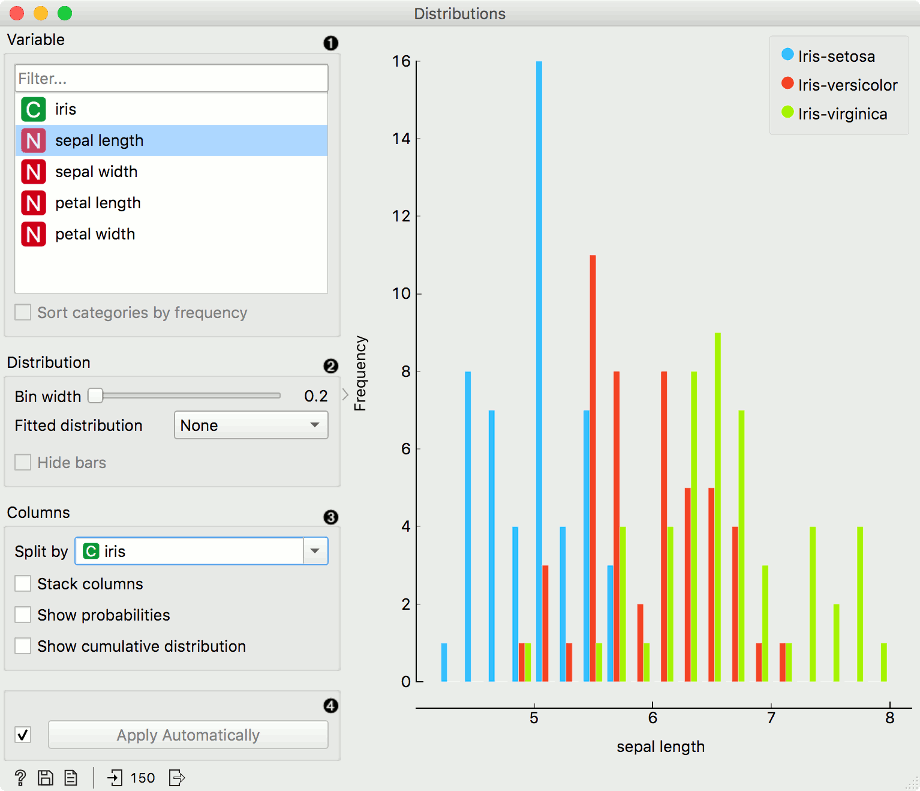 Distributions
Variable
❶
Filter...
C iris
N sepal length
N sepal width
N petal length
N petal width
Sort categories by frequency
Distribution
❷
Bin width 0.2
Fitted distribution None
Hide bars
Columns
❸
Split by C iris
Stack columns
Show probabilities
Show cumulative distribution
❹
Apply Automatically
? 150
Iris-setosa
Iris-versicolor
Iris-virginica
Frequency
16
14
12
10
8
6
4
2
0
5 6 7 8
sepal length